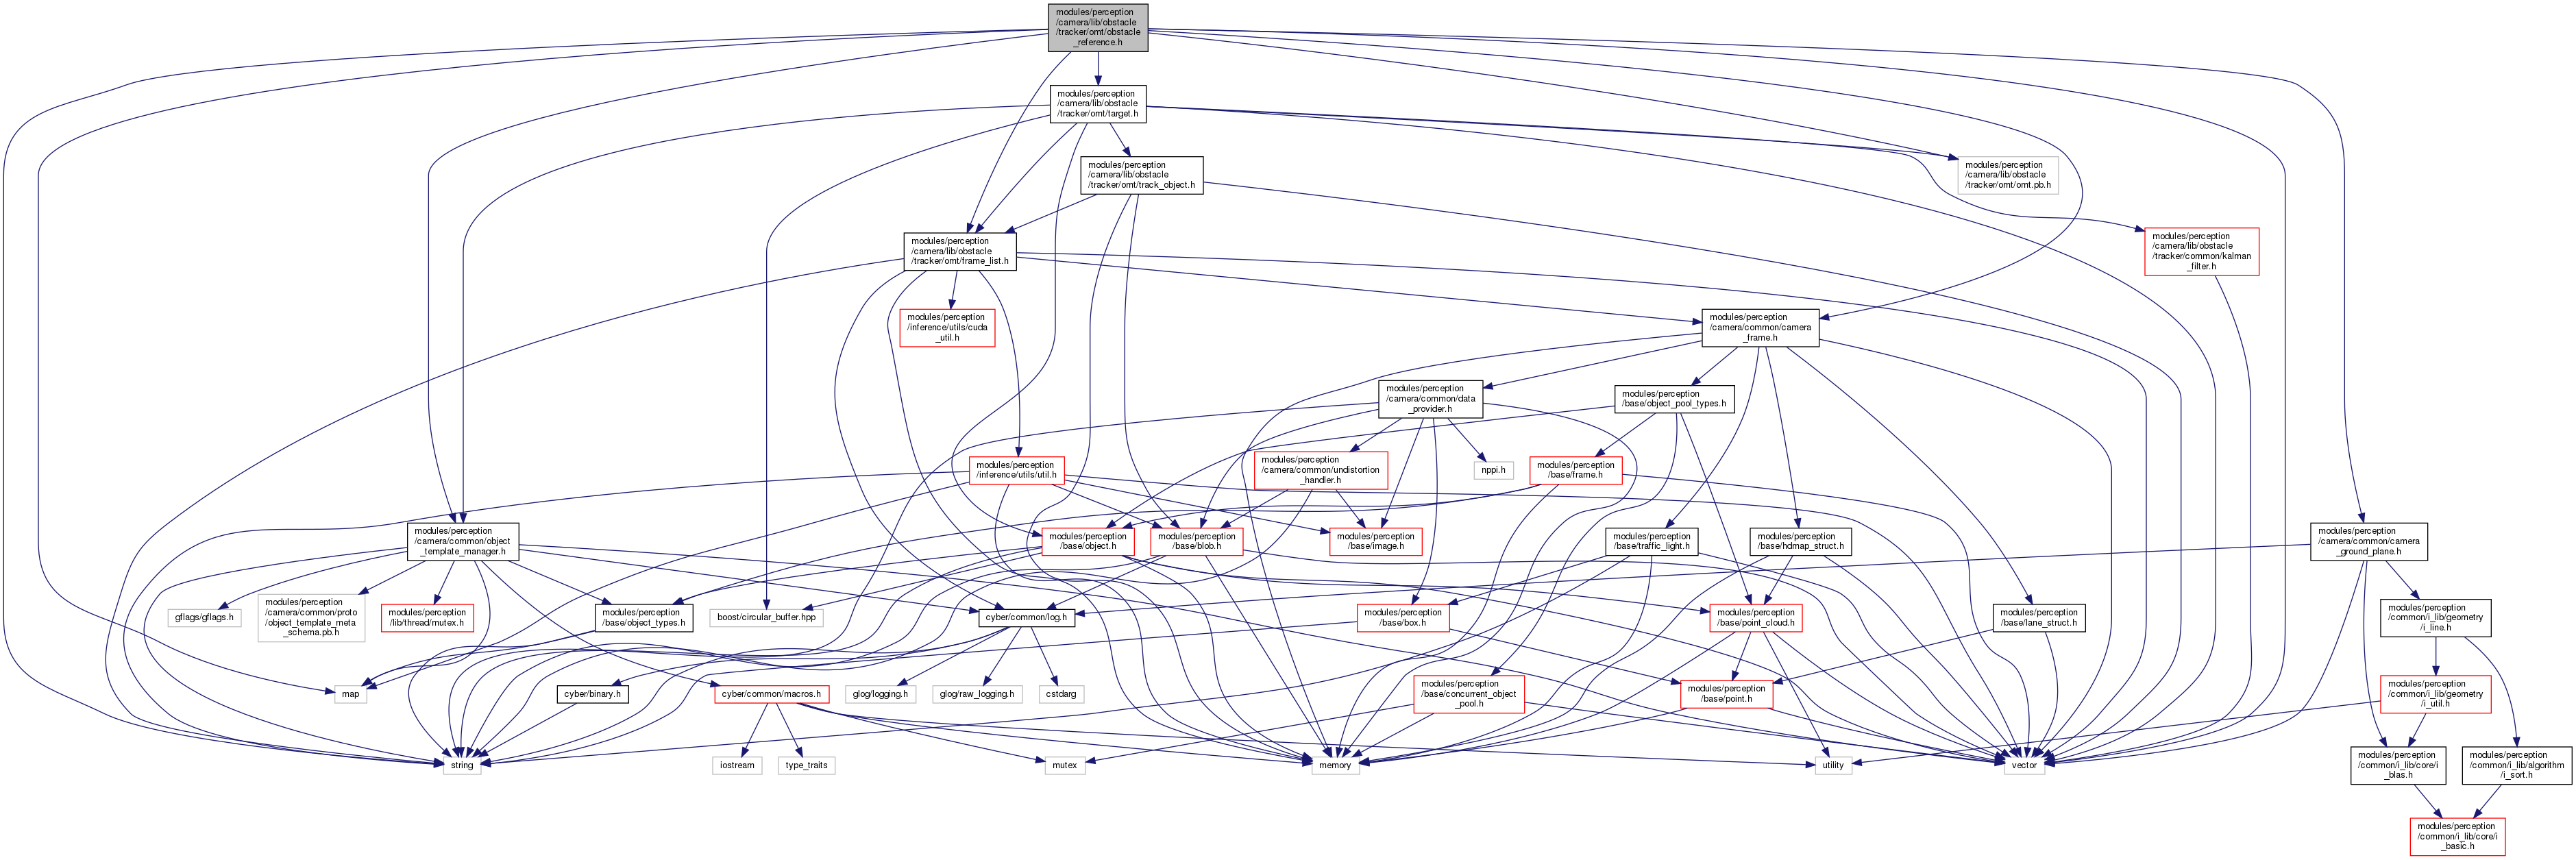 modules/perception
/camera/lib/obstacle
/tracker/omt/obstacle
_reference.h
modules/perception
/camera/lib/obstacle
/tracker/omt/target.h
modules/perception
/camera/lib/obstacle
/tracker/omt/track_object.h
modules/perception
/camera/lib/obstacle
/tracker/omt/omt.pb.h
modules/perception
/camera/lib/obstacle
/tracker/omt/frame_list.h
modules/perception
/camera/lib/obstacle
/tracker/common/kalman
_filter.h
modules/perception
/inference/utils/cuda
_util.h
modules/perception
/camera/common/camera
_frame.h
modules/perception
/camera/common/data
_provider.h
modules/perception
/base/object_pool_types.h
modules/perception
/inference/utils/util.h
modules/perception
/camera/common/undistortion
_handler.h
nppi.h
modules/perception
/base/frame.h
modules/perception
/camera/common/object
_template_manager.h
modules/perception
/base/object.h
modules/perception
/base/blob.h
modules/perception
/base/image.h
modules/perception
/base/traffic_light.h
modules/perception
/base/hdmap_struct.h
modules/perception
/camera/common/camera
_ground_plane.h
gflags/gflags.h
modules/perception
/camera/common/proto
/object_template_meta
_schema.pb.h
modules/perception
/lib/thread/mutex.h
modules/perception
/base/object_types.h
boost/circular_buffer.hpp
cyber/common/log.h
modules/perception
/base/box.h
modules/perception
/base/point_cloud.h
modules/perception
/base/lane_struct.h
modules/perception
/common/i_lib/geometry
/i_line.h
map
cyber/binary.h
cyber/common/macros.h
glog/logging.h
glog/raw_logging.h
cstdarg
modules/perception
/base/concurrent_object
_pool.h
modules/perception
/base/point.h
modules/perception
/common/i_lib/geometry
/i_util.h
string
iostream
type_traits
mutex
memory
utility
vector
modules/perception
/common/i_lib/core/i
_blas.h
modules/perception
/common/i_lib/algorithm
/i_sort.h
modules/perception
/common/i_lib/core/i
_basic.h